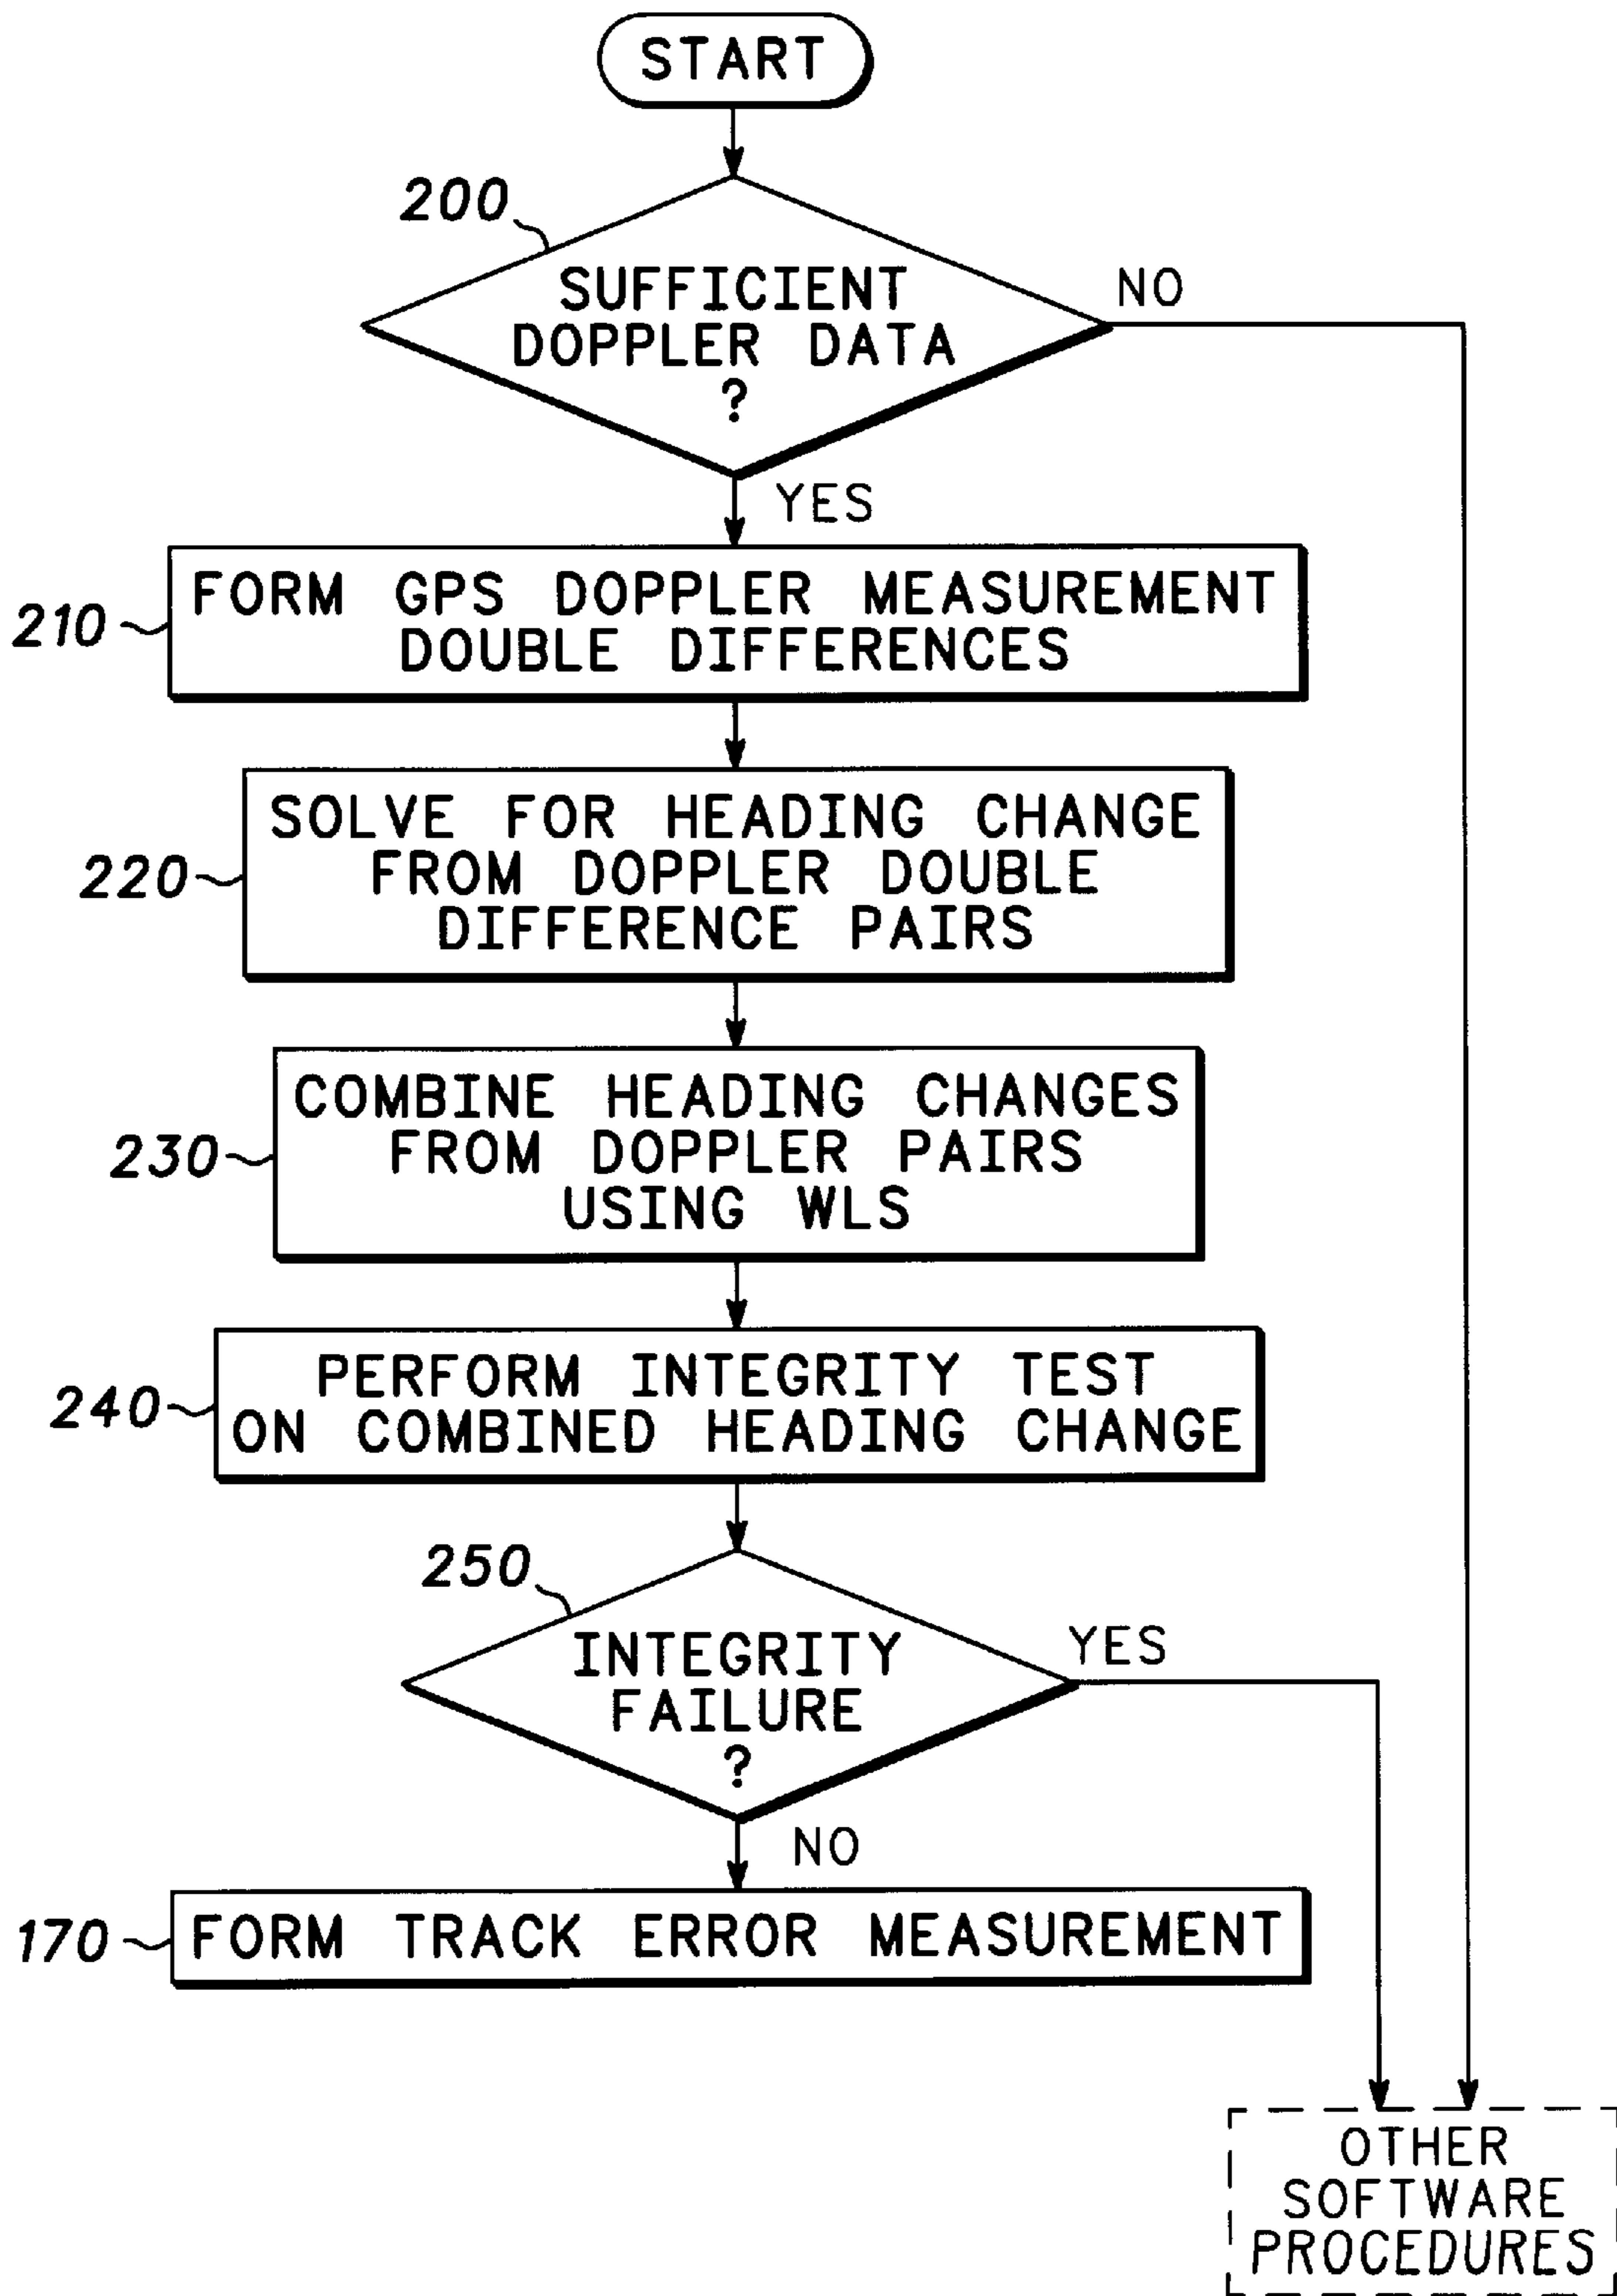 START
200
SUFFICIENT
DOPPLER DATA
?
NO
YES
210
FORM GPS DOPPLER MEASUREMENT
DOUBLE DIFFERENCES
220
SOLVE FOR HEADING CHANGE
FROM DOPPLER DOUBLE
DIFFERENCE PAIRS
230
COMBINE HEADING CHANGES
FROM DOPPLER PAIRS
USING WLS
240
PERFORM INTEGRITY TEST
ON COMBINED HEADING CHANGE
250
INTEGRITY
FAILURE
?
YES
NO
170
FORM TRACK ERROR MEASUREMENT
OTHER
SOFTWARE
PROCEDURES